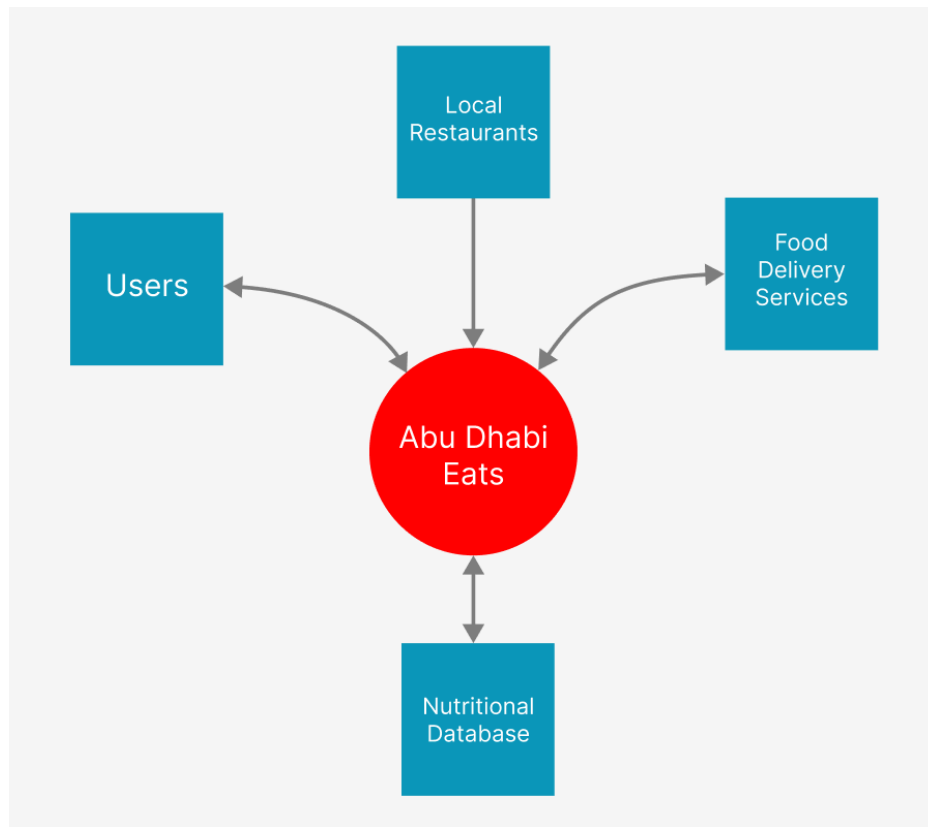 Local
Restaurants
Users
Food
Delivery
Services
Abu Dhabi
Eats
Nutritional
Database